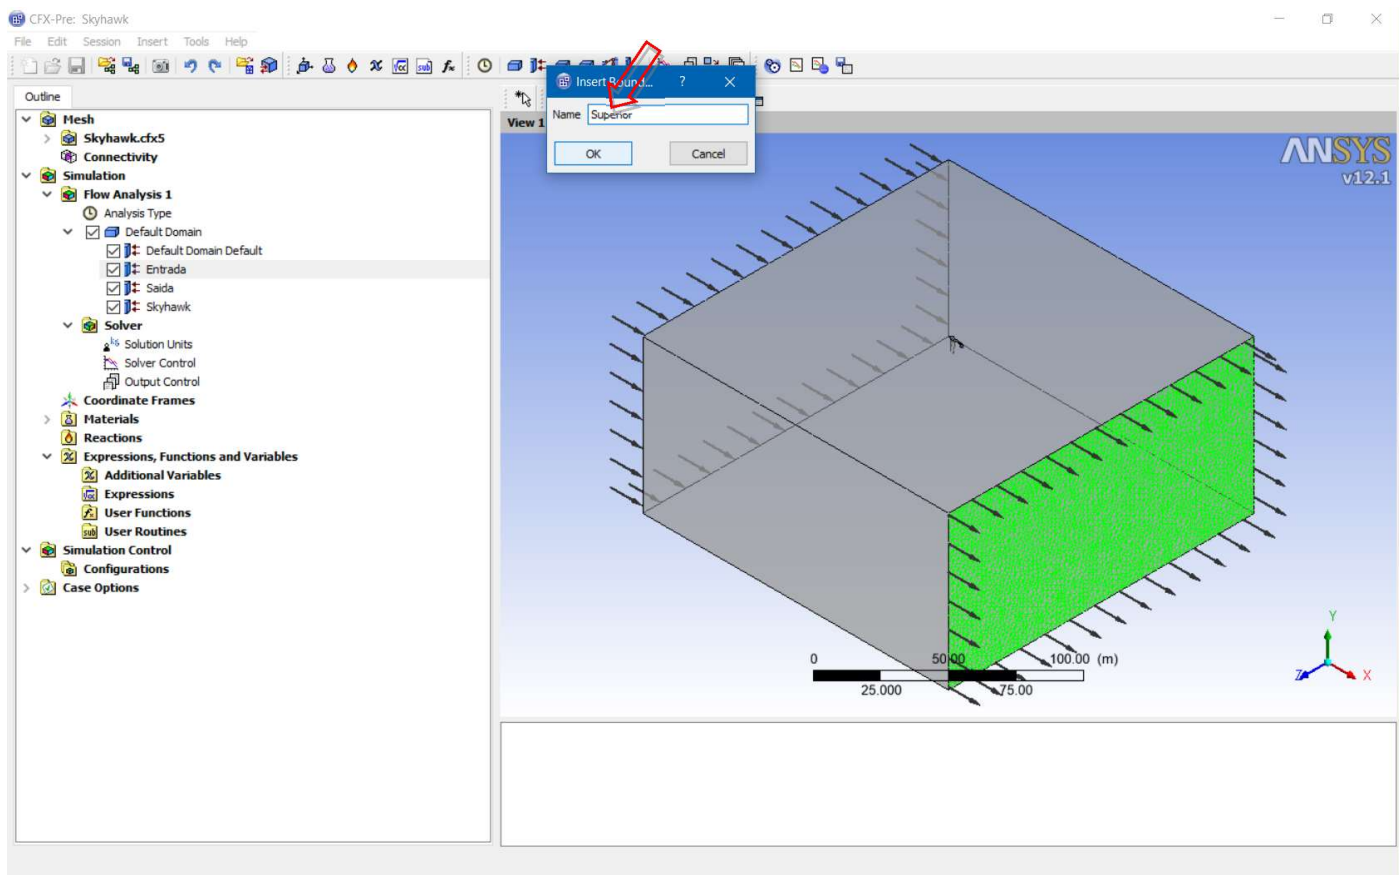 CFX-Pre: Skyhawk
File Edit Session Insert Tools Help
Insert Bound... ?
Name Superior
OK Cancel
Outline
Mesh
Skyhawk.cfx5
Connectivity
Simulation
Flow Analysis 1
Analysis Type
Default Domain
Default Domain Default
Entrada
Saida
Skyhawk
Solver
Solution Units
Solver Control
Output Control
Coordinate Frames
Materials
Reactions
Expressions, Functions and Variables
Additional Variables
Expressions
User Functions
User Routines
Simulation Control
Configurations
Case Options
View 1
ANSYS
v12.1
0 50.00 100.00 (m)
25.000 75.00
Y
Z X